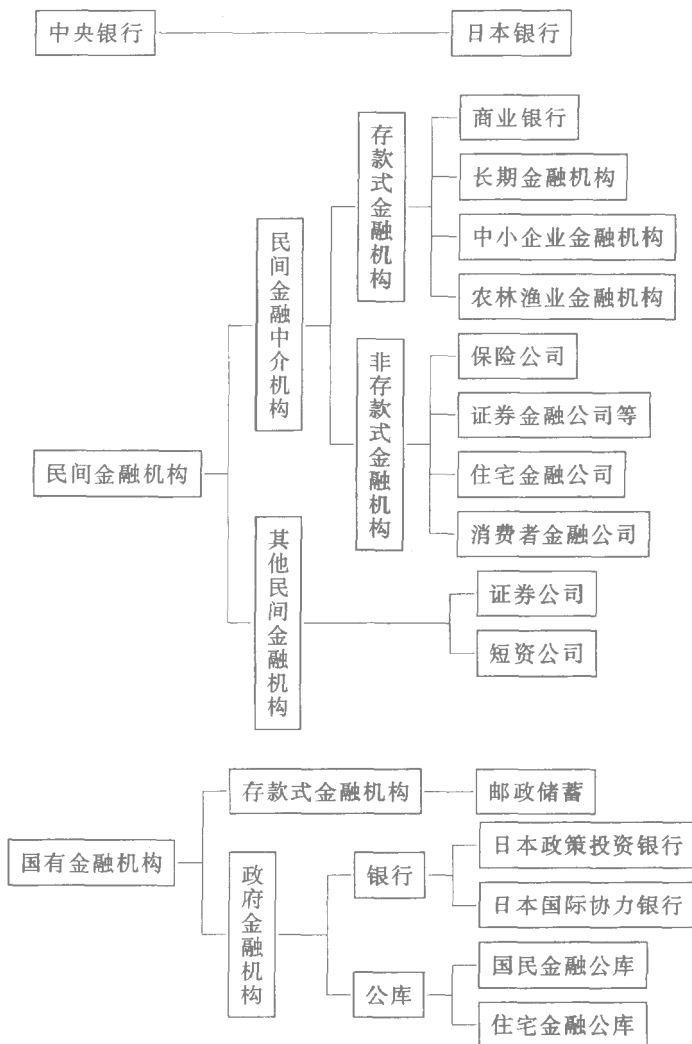 中央银行
日本银行
民间金融机构
民间金融中介机构
存款式金融机构
商业银行
长期金融机构
中小企业金融机构
农林渔业金融机构
非存款式金融机构
保险公司
证券金融公司等
住宅金融公司
消费者金融公司
其他民间金融机构
证券公司
短资公司
国有金融机构
存款式金融机构
邮政储蓄
政府金融机构
银行
日本政策投资银行
日本国际协力银行
公库
国民金融公库
住宅金融公库